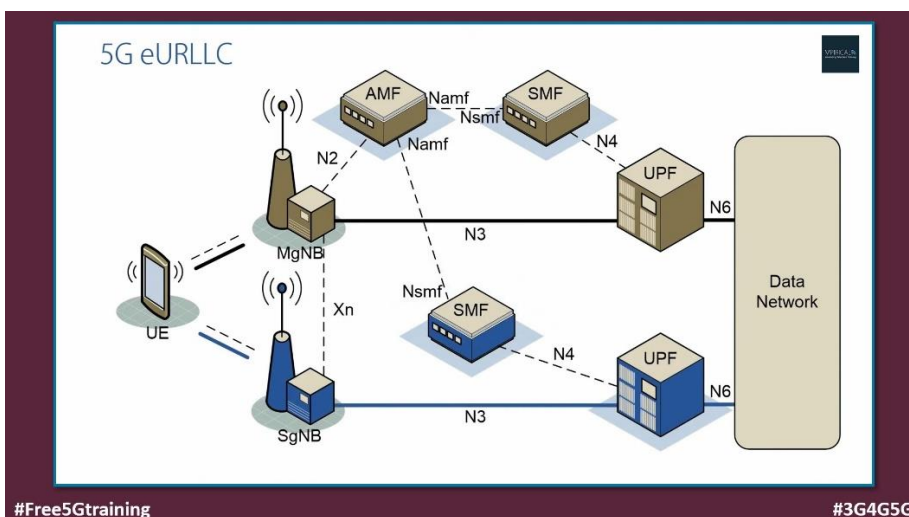 5G eURLLC
AMF
Namf
SMF
Nsmf
Namf
N4
N2
UPF
N6
N3
MgNB
Data
Network
Nsmf
SMF
Xn
UE
N4
UPF
N6
N3
SgNB
#Free5Gtraining
#3G4G5G